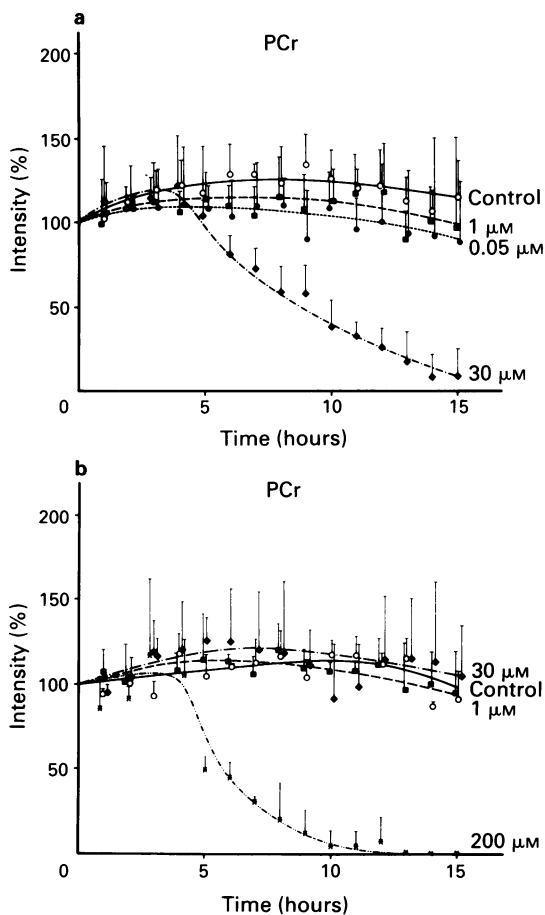 a
PCr
200
150
100
50
0
5
10
15
Intensity (%)
Time (hours)
Control
1 μM
0.05 μM
30 μM
b
PCr
200
150
100
50
0
5
10
15
Intensity (%)
Time (hours)
30 μM
Control
1 μM
200 μM